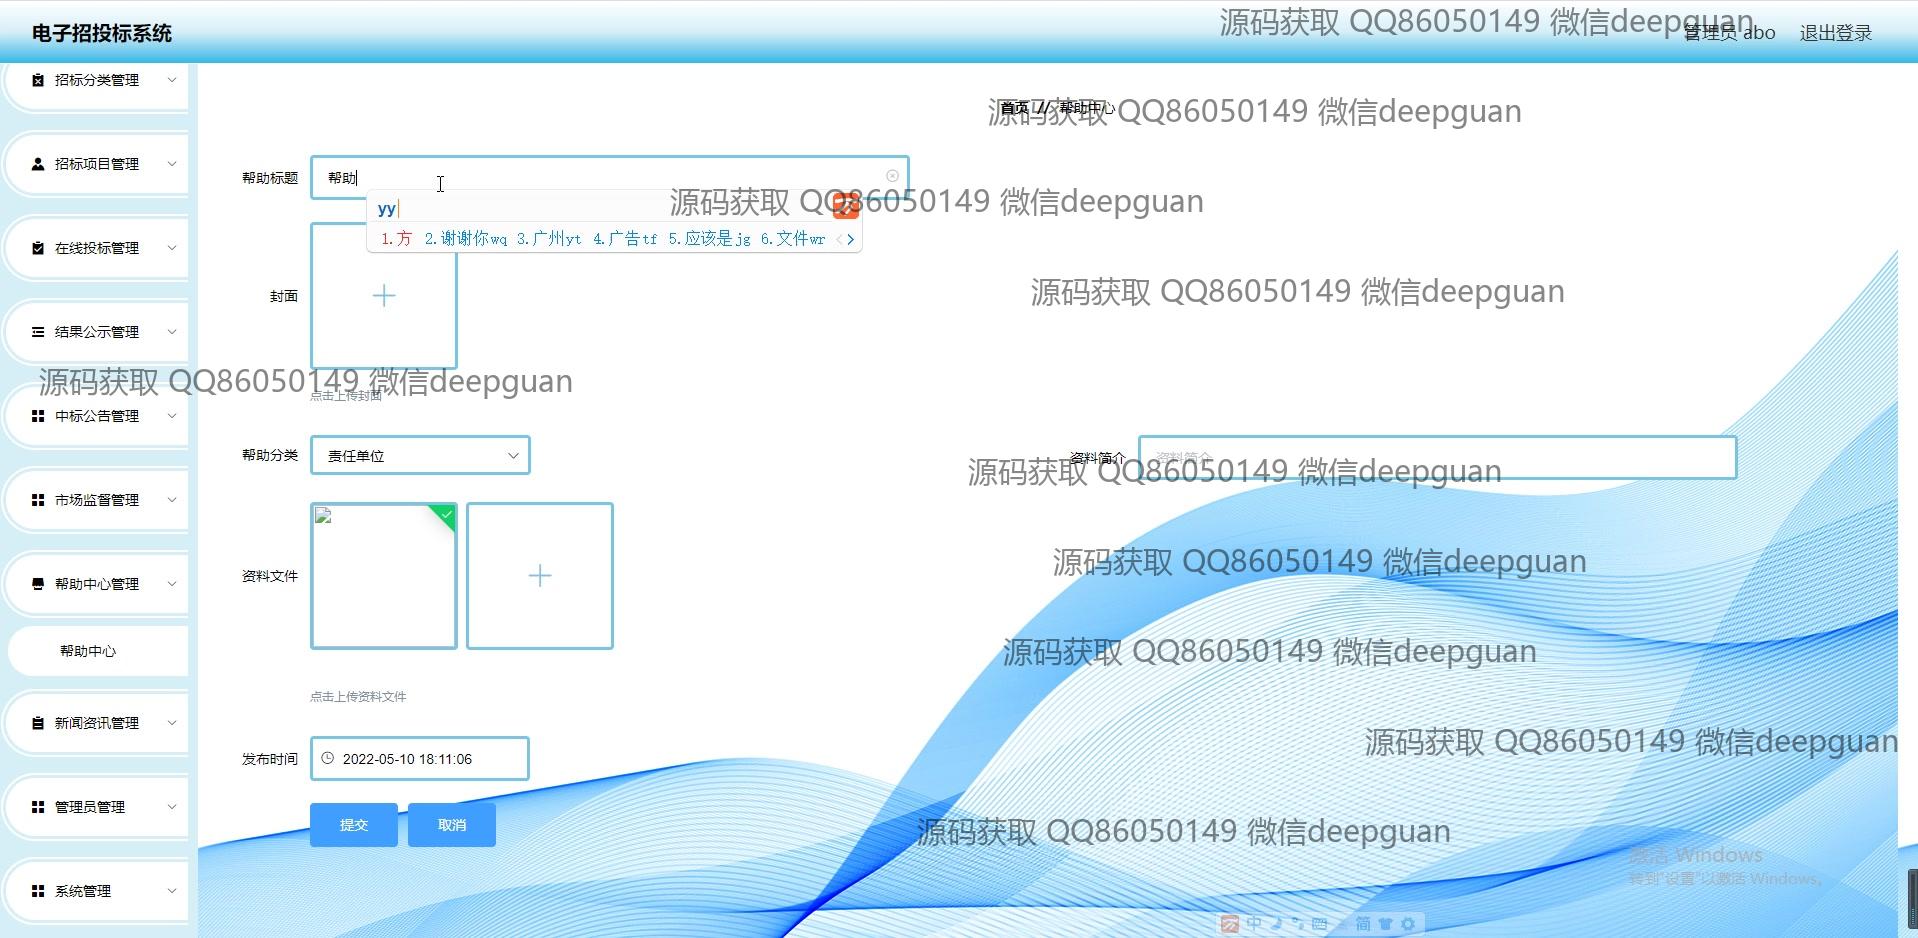 电子招投标系统
源码获取 QQ86050149 微信deepguan
管理员 abo
退出登录
招标分类管理
首页 // 帮助中心
源码获取 QQ86050149 微信deepguan
招标项目管理
帮助标题
帮助
源码获取 QQ86050149 微信deepguan
yy
1.方 2.谢谢你wq 3.广州yt 4.广告tf 5.应该是jg 6.文件wr
在线投标管理
封面
源码获取 QQ86050149 微信deepguan
结果公示管理
源码获取 QQ86050149 微信deepguan
点击上传封面
中标公告管理
帮助分类
责任单位
资料简介
资料简介
源码获取 QQ86050149 微信deepguan
市场监督管理
源码获取 QQ86050149 微信deepguan
资料文件
帮助中心管理
帮助中心
源码获取 QQ86050149 微信deepguan
点击上传资料文件
新闻资讯管理
源码获取 QQ86050149 微信deepguan
发布时间
2022-05-10 18:11:06
管理员管理
提交
取消
源码获取 QQ86050149 微信deepguan
激活 Windows
转到"设置"以激活 Windows。
系统管理
中
简